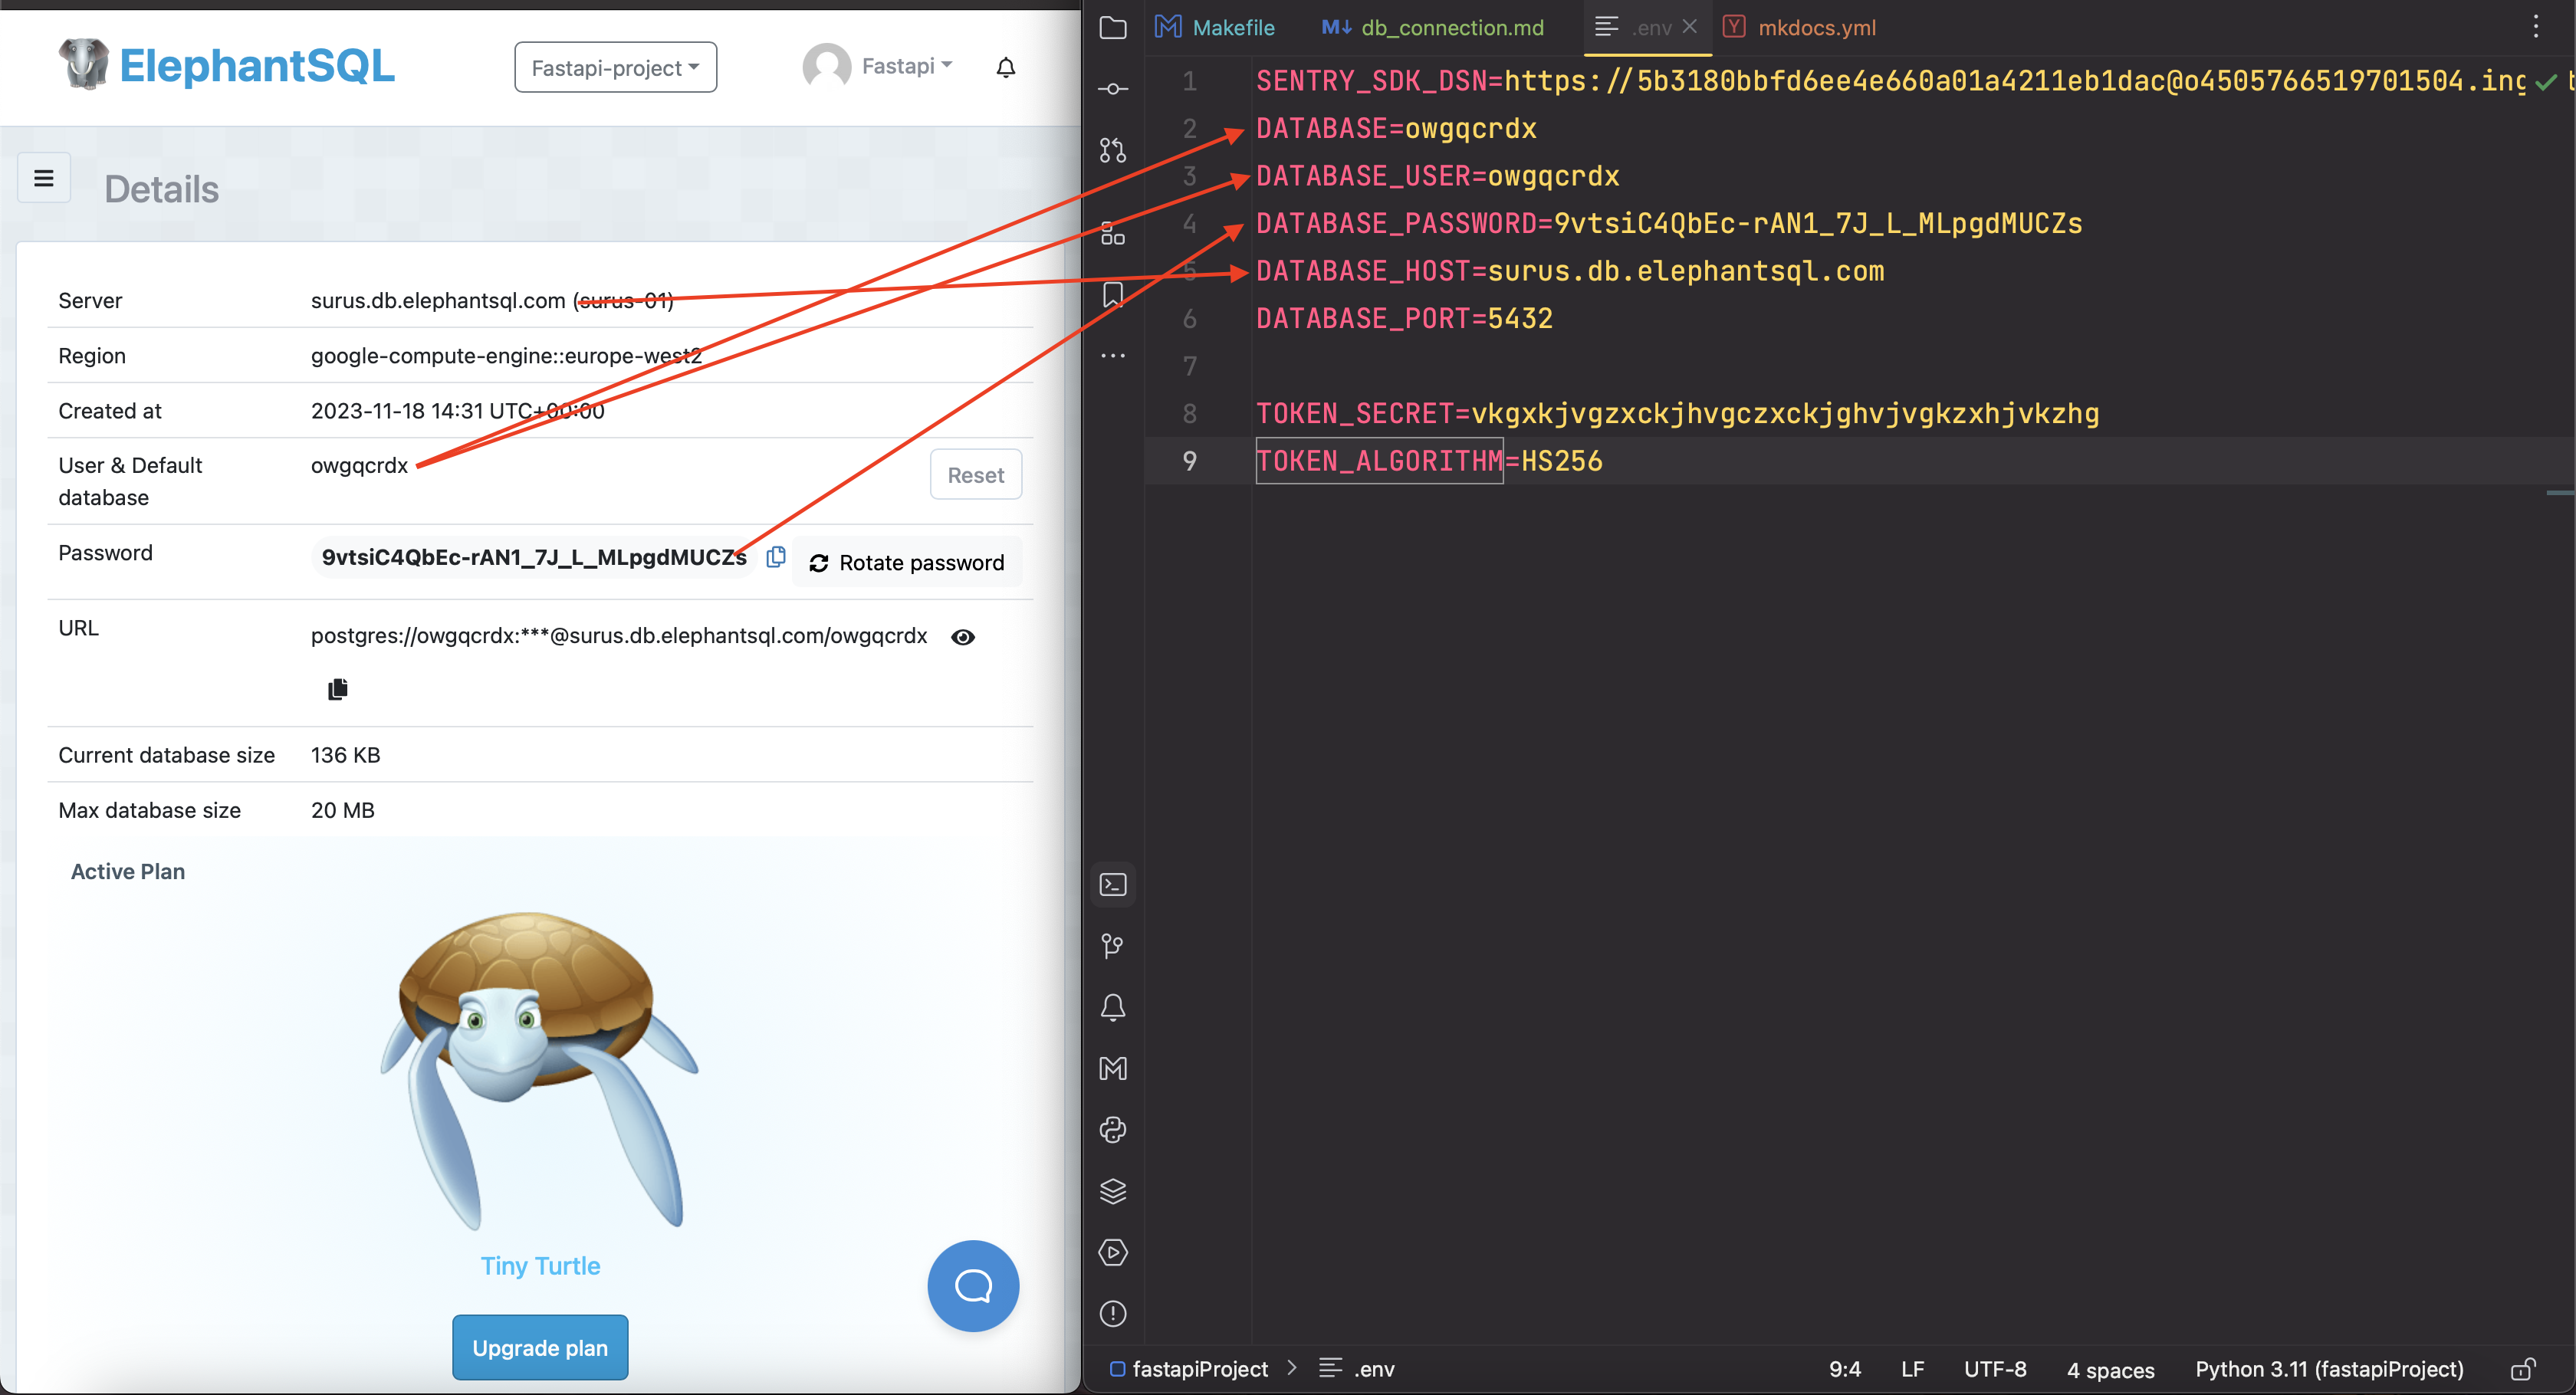 ElephantSQL
Fastapi-project
Fastapi
Details
Server surus.db.elephantsql.com (surus-01)
Region google-compute-engine::europe-west2
Created at 2023-11-18 14:31 UTC+00:00
User & Default database owgqcrdx Reset
Password 9vtsiC4QbEc-rAN1_7J_L_MLpgdMUCZs Rotate password
URL postgres://owgqcrdx:***@surus.db.elephantsql.com/owgqcrdx
Current database size 136 KB
Max database size 20 MB
Active Plan
Tiny Turtle
Upgrade plan
Makefile
M↓ db_connection.md
.env
Y mkdocs.yml
1 SENTRY_SDK_DSN=https://5b3180bbfd6ee4e660a01a4211eb1dac@o4505766519701504.ing
2 DATABASE=owgqcrdx
3 DATABASE_USER=owgqcrdx
4 DATABASE_PASSWORD=9vtsiC4QbEc-rAN1_7J_L_MLpgdMUCZs
5 DATABASE_HOST=surus.db.elephantsql.com
6 DATABASE_PORT=5432
7
8 TOKEN_SECRET=vkgxkjvgzxckjhvgczxckjghvjvgkzxhjvkzhg
9 TOKEN_ALGORITHM=HS256
fastapiProject > .env
9:4 LF UTF-8 4 spaces Python 3.11 (fastapiProject)